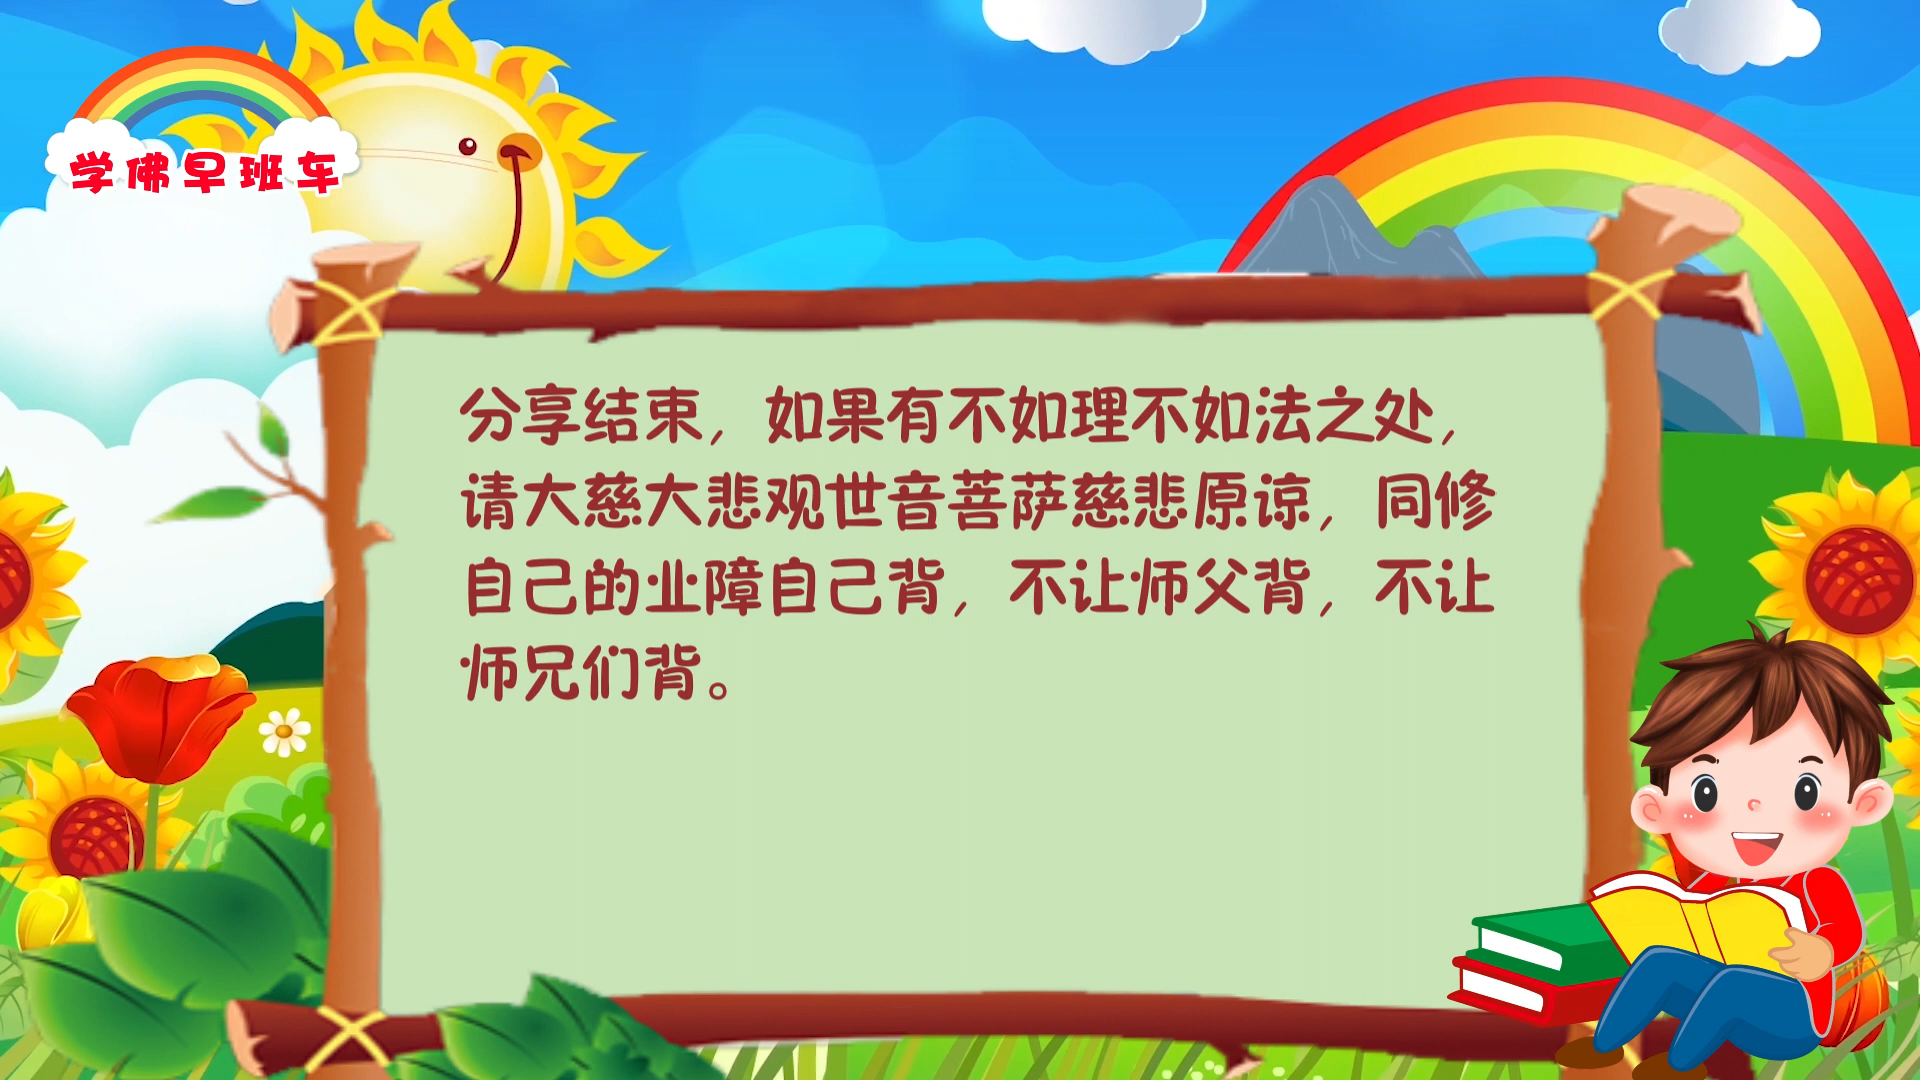 学佛早班车
分享结束，如果有不如理不如法之处，
请大慈大悲观世音菩萨慈悲原谅，同修
自己的业障自己背，不让师父背，不让
师兄们背。